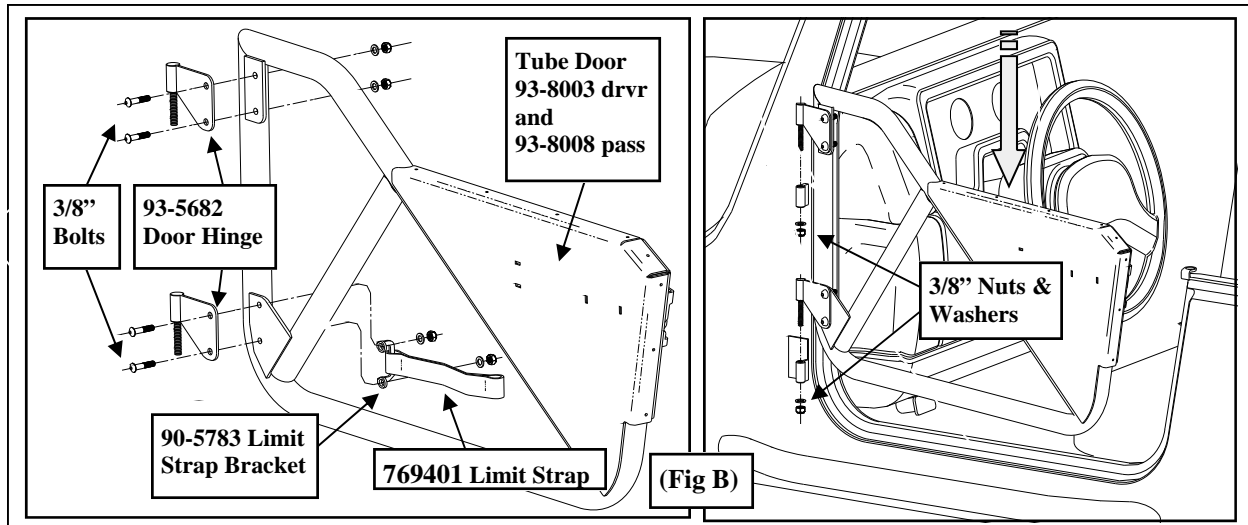 Tube Door
93-8003 drvr
and
93-8008 pass
3/8”
Bolts
93-5682
Door Hinge
90-5783 Limit
Strap Bracket
769401 Limit Strap
(Fig B)
3/8” Nuts &
Washers